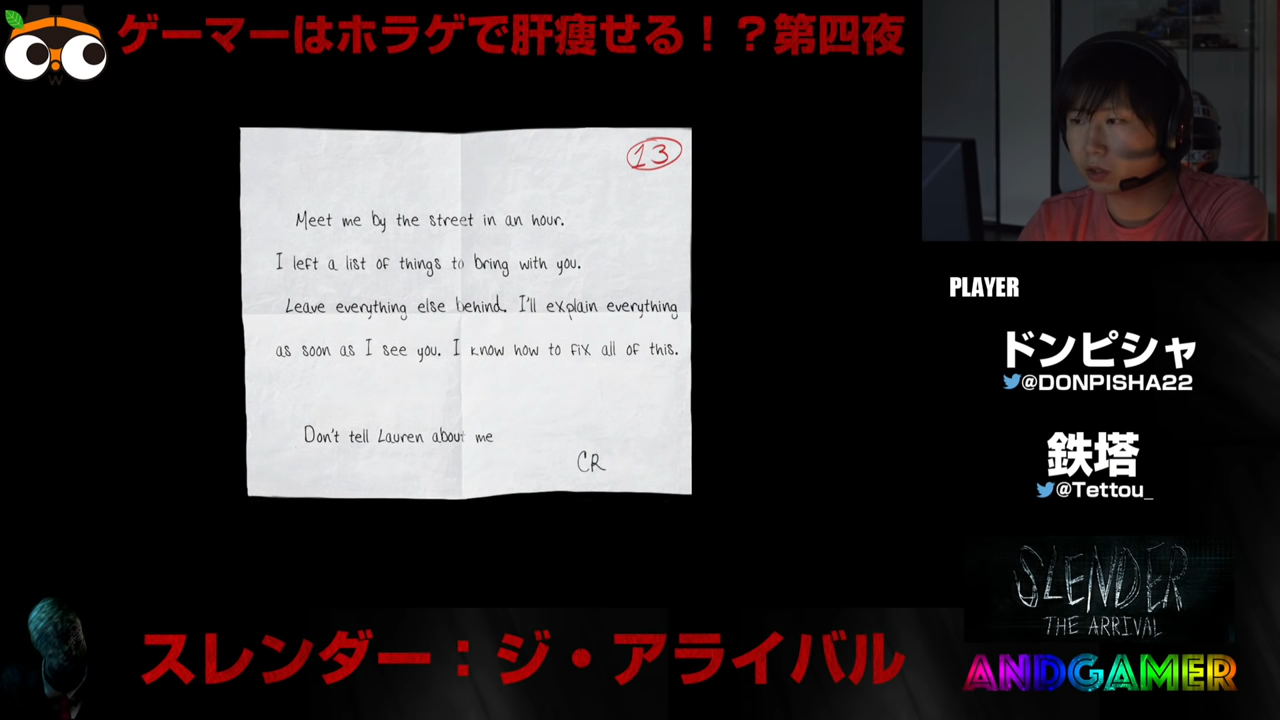 ゲーマーはホラゲで肝痩せる！？第四夜
13
Meet me by the street in an hour.
I left a list of things to bring with you.
Leave everything else behind. I'll explain everything
as soon as I see you. I know how to fix all of this.
Don't tell Lauren about me
CR
PLAYER
ドンピシャ
@DONPISHA22
鉄塔
@Tettou_
SLENDER
THE ARRIVAL
スレンダー：ジ・アライバル
ANDGAMER